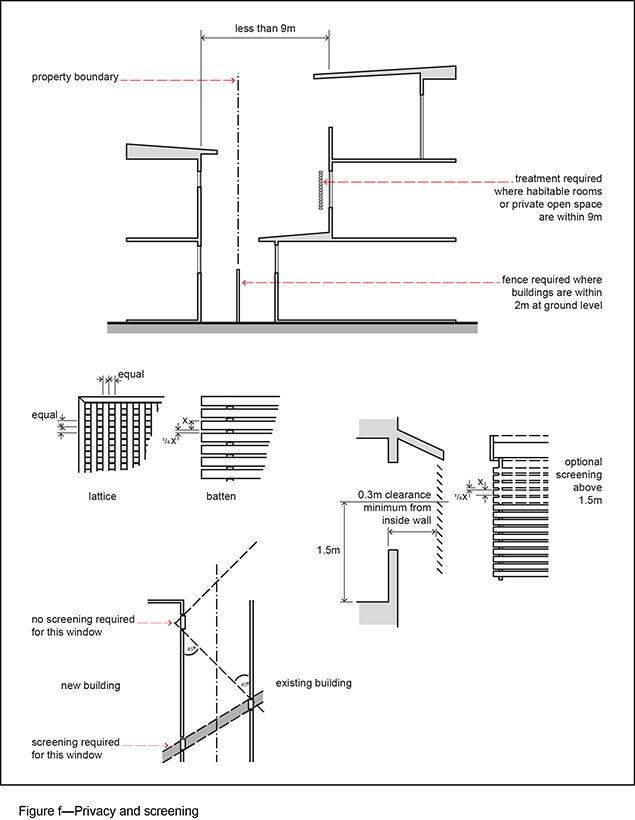 less than 9m
property boundary
treatment required
where habitable rooms
or private open space
are within 9m
fence required where
buildings are within
2m at ground level
equal
equal
x
¼x
lattice
batten
0.3m clearance
minimum from
inside wall
1.5m
x
¼x
optional
screening
above
1.5m
no screening required
for this window
45°
45°
new building
existing building
screening required
for this window
Figure f—Privacy and screening